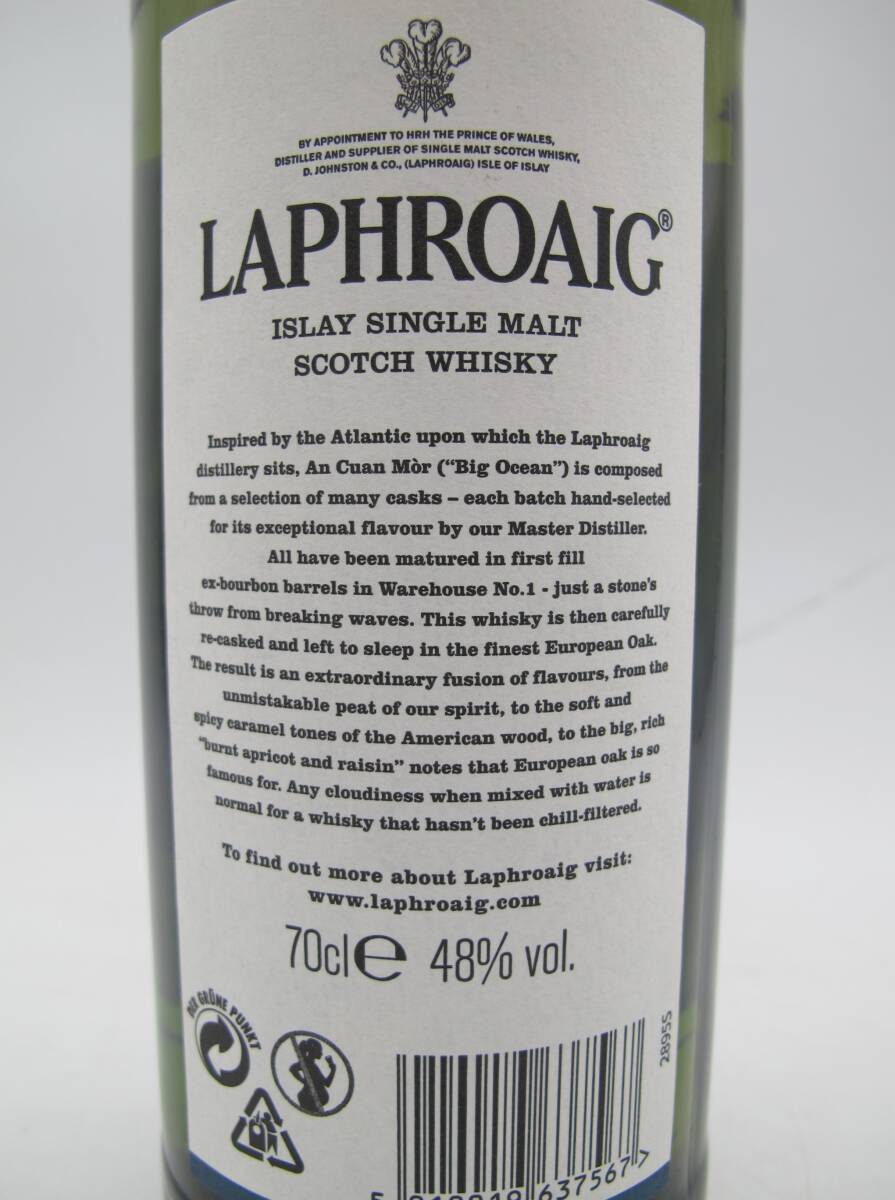 BY APPOINTMENT TO HRH THE PRINCE OF WALES,
DISTILLER AND SUPPLIER OF SINGLE MALT SCOTCH WHISKY,
D. JOHNSTON & CO., (LAPHROAIG) ISLE OF ISLAY
LAPHROAIG®
ISLAY SINGLE MALT
SCOTCH WHISKY
Inspired by the Atlantic upon which the Laphroaig
distillery sits, An Cuan Mòr (“Big Ocean”) is composed
from a selection of many casks – each batch hand-selected
for its exceptional flavour by our Master Distiller.
All have been matured in first fill
ex-bourbon barrels in Warehouse No.1 - just a stone's
throw from breaking waves. This whisky is then carefully
re-casked and left to sleep in the finest European Oak.
The result is an extraordinary fusion of flavours, from the
unmistakable peat of our spirit, to the soft and
spicy caramel tones of the American wood, to the big, rich
“burnt apricot and raisin” notes that European oak is so
famous for. Any cloudiness when mixed with water is
normal for a whisky that hasn't been chill-filtered.
To find out more about Laphroaig visit:
www.laphroaig.com
70cl e 48% vol.
DER GRÜNE PUNKT
28955
637567 >